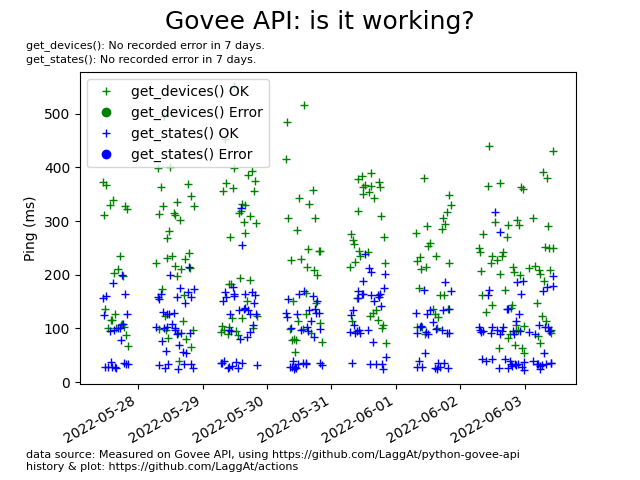 Govee API: is it working?
get_devices(): No recorded error in 7 days.
get_states(): No recorded error in 7 days.
get_devices() OK
get_devices() Error
get_states() OK
get_states() Error
Ping (ms)
500
400
300
200
100
0
2022-05-28
2022-05-29
2022-05-30
2022-05-31
2022-06-01
2022-06-02
2022-06-03
data source: Measured on Govee API, using https://github.com/LaggAt/python-govee-api
history & plot: https://github.com/LaggAt/actions